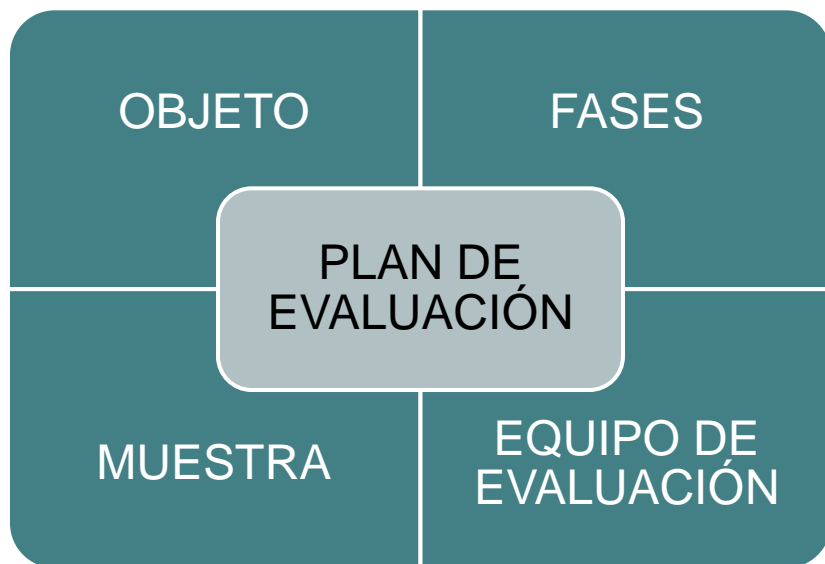 OBJETO
FASES
PLAN DE
EVALUACIÓN
MUESTRA
EQUIPO DE
EVALUACIÓN